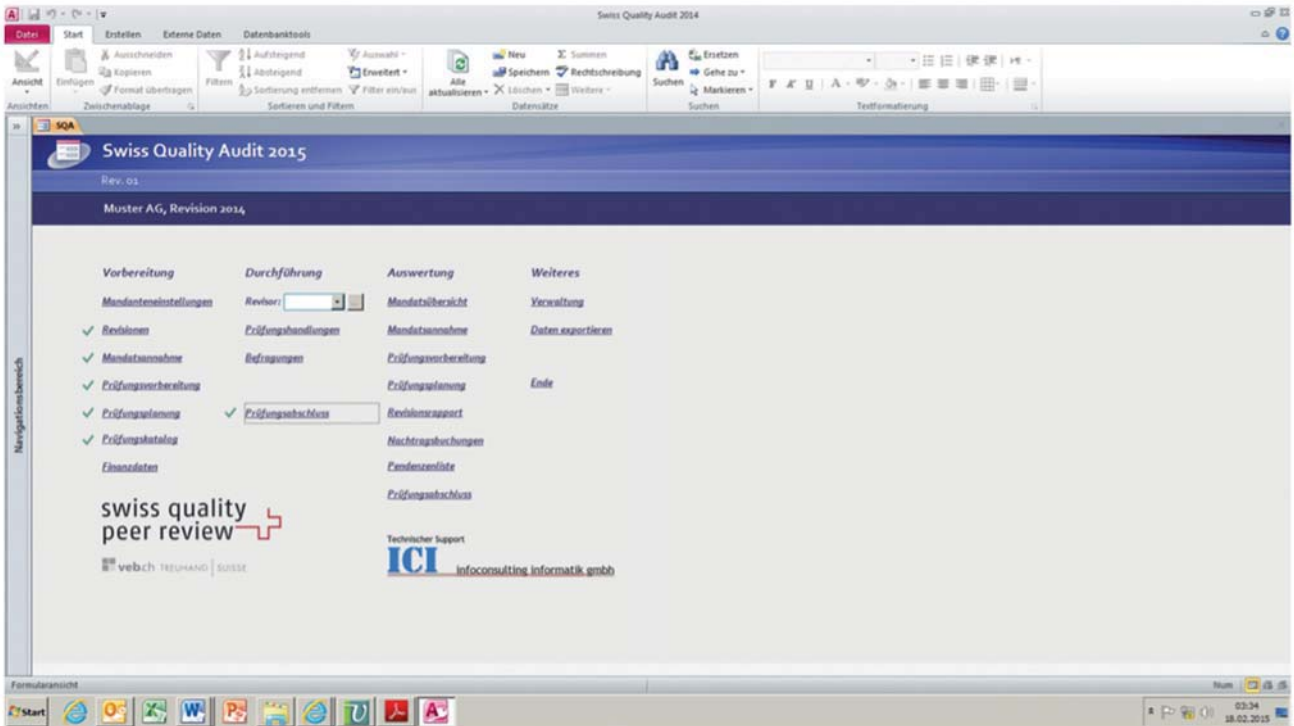 Swiss Quality Audit 2014
Datei Start Erstellen Externe Daten Datenbanktools
Ansicht
Ansichten
Einfügen
Ausschneiden
Kopieren
Format übertragen
Zwischenablage
Filtern
Aufsteigend
Absteigend
Sortierung entfernen
Auswahl
Erweitert
Filter ein/aus
Sortieren und Filtern
Alle
aktualisieren
Neu
Speichern
Löschen
Summen
Rechtschreibung
Weitere
Datensätze
Suchen
Ersetzen
Gehe zu
Markieren
Suchen
F K U A
Textformatierung
SQA
Swiss Quality Audit 2015
Rev. 01
Muster AG, Revision 2014
Navigationsbereich
Vorbereitung
Mandanteneinstellungen
Revisionen
Mandatsannahme
Prüfungsvorbereitung
Prüfungsplanung
Prüfungskatalog
Finanzdaten
Durchführung
Revisor:
Prüfungshandlungen
Befragungen
Prüfungsabschluss
Auswertung
Mandatsübersicht
Mandatsannahme
Prüfungsvorbereitung
Prüfungsplanung
Revisionsrapport
Nachtragsbuchungen
Pendenzenliste
Prüfungsabschluss
Weiteres
Verwaltung
Daten exportieren
Ende
swiss quality
peer review
veb.ch TREUHAND | SUISSE
Technischer Support
ICI infoconsulting informatik gmbh
Formularansicht
Num
Start
03:34
18.02.2015